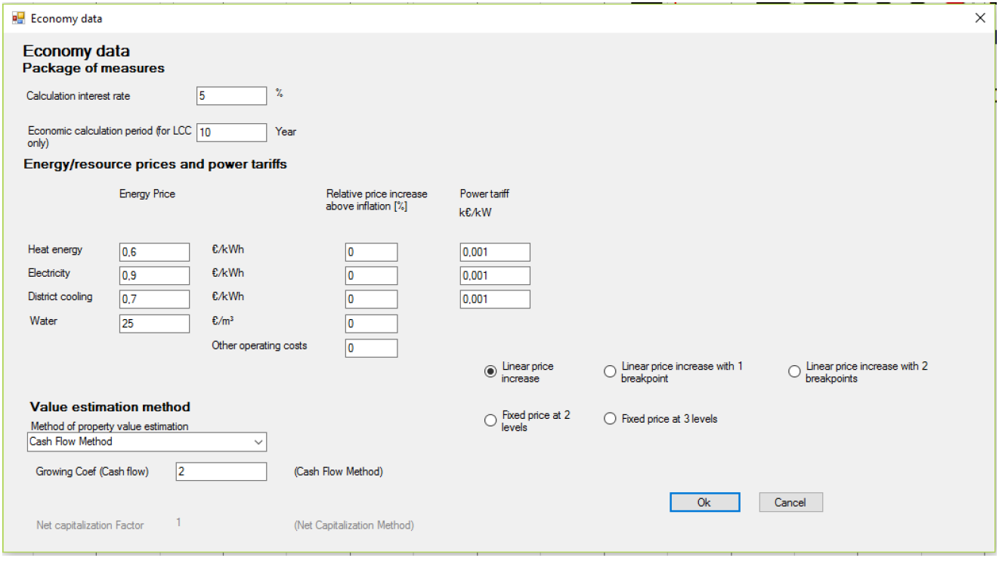 Economy data
Economy data
Package of measures
Calculation interest rate 5 %
Economic calculation period (for LCC only) 10 Year
Energy/resource prices and power tariffs
Energy Price Relative price increase above inflation [%] Power tariff
k€/kW
Heat energy 0,6 €/kWh 0 0,001
Electricity 0,9 €/kWh 0 0,001
District cooling 0,7 €/kWh 0 0,001
Water 25 €/m³ 0
Other operating costs 0
Linear price increase Linear price increase with 1 breakpoint Linear price increase with 2 breakpoints
Fixed price at 2 levels Fixed price at 3 levels
Value estimation method
Method of property value estimation
Cash Flow Method
Growing Coef (Cash flow) 2 (Cash Flow Method)
Ok Cancel
Net capitalization Factor 1 (Net Capitalization Method)